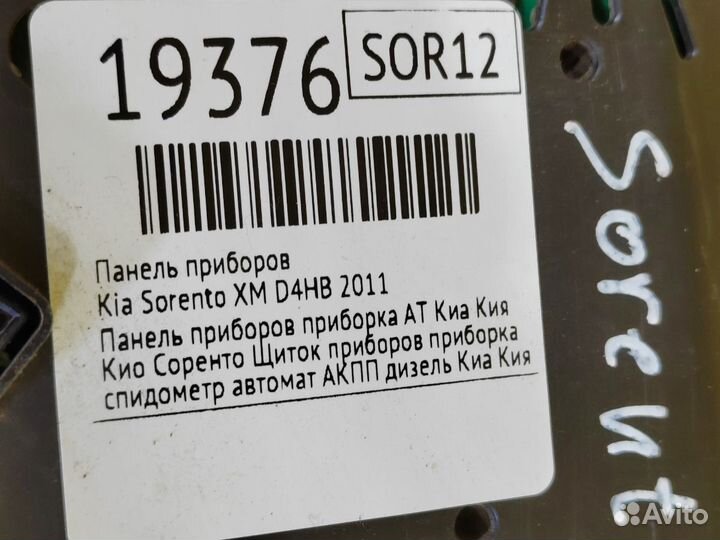 19376
SOR12
Панель приборов
Kia Sorento XM D4HB 2011
Панель приборов приборка АТ Киа Кия
Кио Соренто Щиток приборов приборка
спидометр автомат АКПП дизель Киа Кия
Sorent
Avito